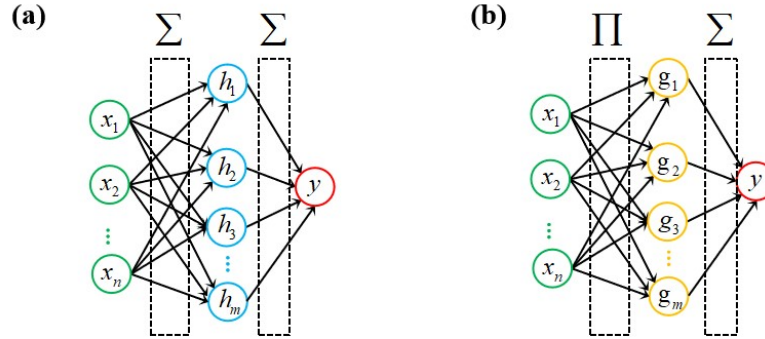 (a)
∑ ∑
x₁
x₂
⋮
xₙ
h₁
h₂
h₃
⋮
hₘ
y
(b)
∏ ∑
x₁
x₂
⋮
xₙ
g₁
g₂
g₃
⋮
gₘ
y